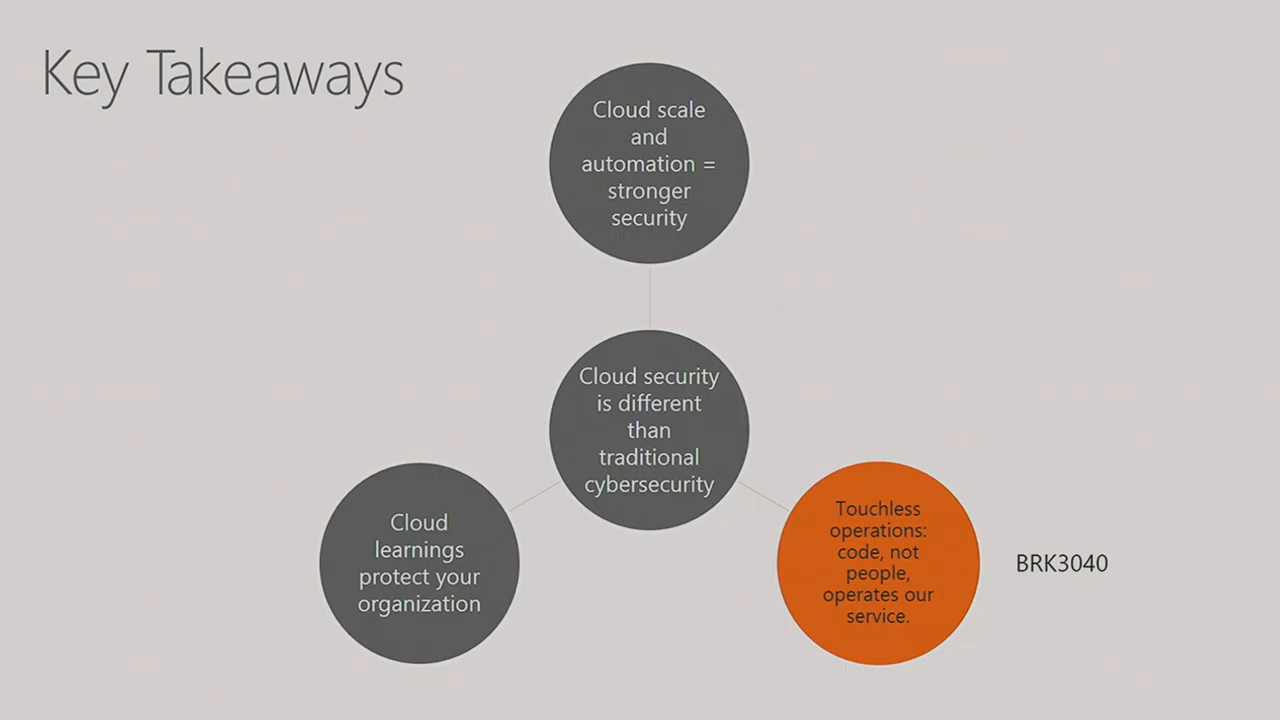 Key Takeaways
Cloud scale
and
automation =
stronger
security
Cloud security
is different
than
traditional
cybersecurity
Cloud
learnings
protect your
organization
Touchless
operations:
code, not
people,
operates our
service.
BRK3040